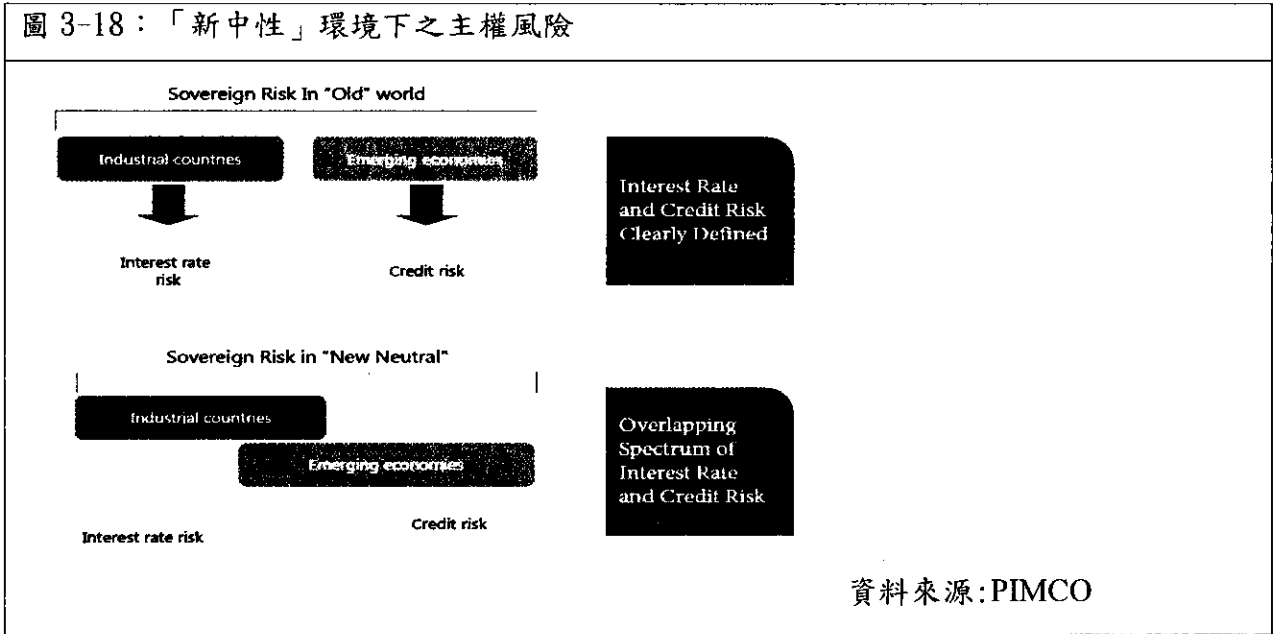 圖 3-18:「新中性」環境下之主權風險
Sovereign Risk In "Old" world
Industrial countries
Emerging economies
Interest rate
risk
Credit risk
Interest Rate
and Credit Risk
Clearly Defined
Sovereign Risk in "New Neutral"
Industrial countries
Emerging economies
Interest rate risk
Credit risk
Overlapping
Spectrum of
Interest Rate
and Credit Risk
資料來源:PIMCO